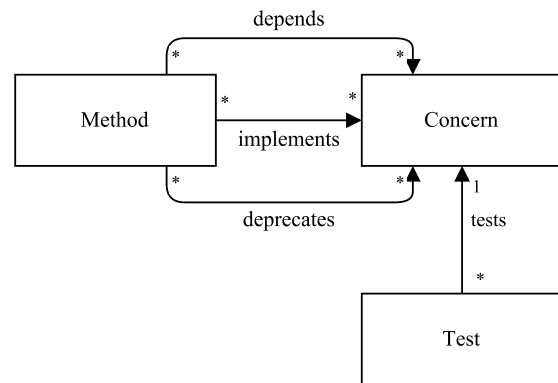 depends
* *
Method
* *
implements
Concern
* *
deprecates
1
tests
*
Test